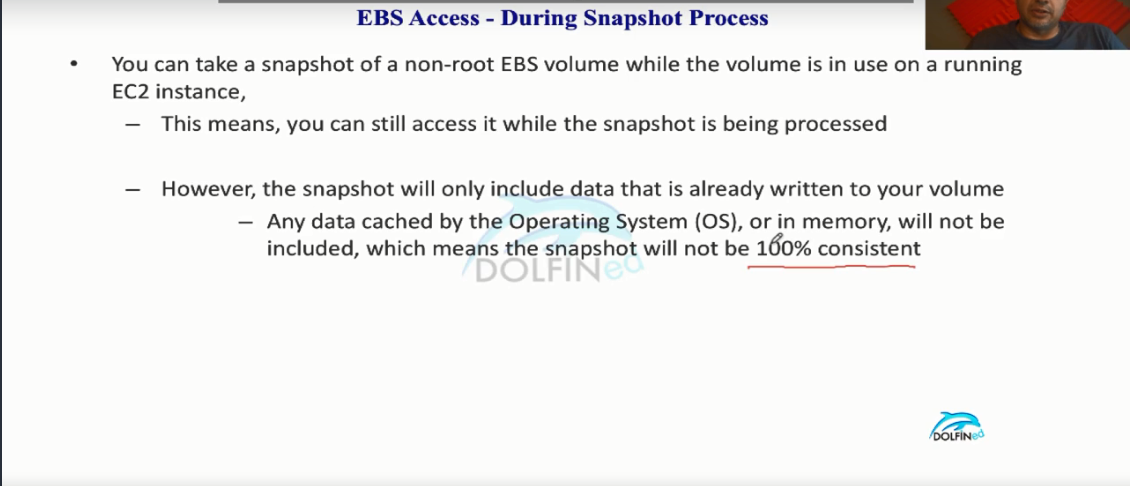 EBS Access - During Snapshot Process
• You can take a snapshot of a non-root EBS volume while the volume is in use on a running
EC2 instance,
– This means, you can still access it while the snapshot is being processed
– However, the snapshot will only include data that is already written to your volume
– Any data cached by the Operating System (OS), or in memory, will not be
included, which means the snapshot will not be 100% consistent
DOLFINed
DOLFINed